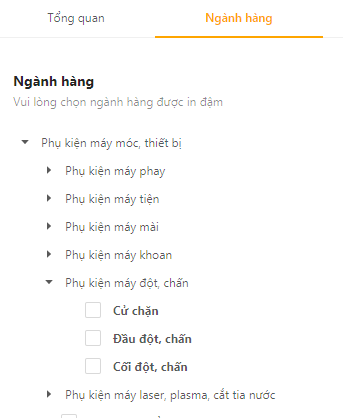 Tổng quan
Ngành hàng
Ngành hàng
Vui lòng chọn ngành hàng được in đậm
Phụ kiện máy móc, thiết bị
Phụ kiện máy phay
Phụ kiện máy tiện
Phụ kiện máy mài
Phụ kiện máy khoan
Phụ kiện máy đột, chấn
Cử chặn
Đầu đột, chấn
Cối đột, chấn
Phụ kiện máy laser, plasma, cắt tia nước